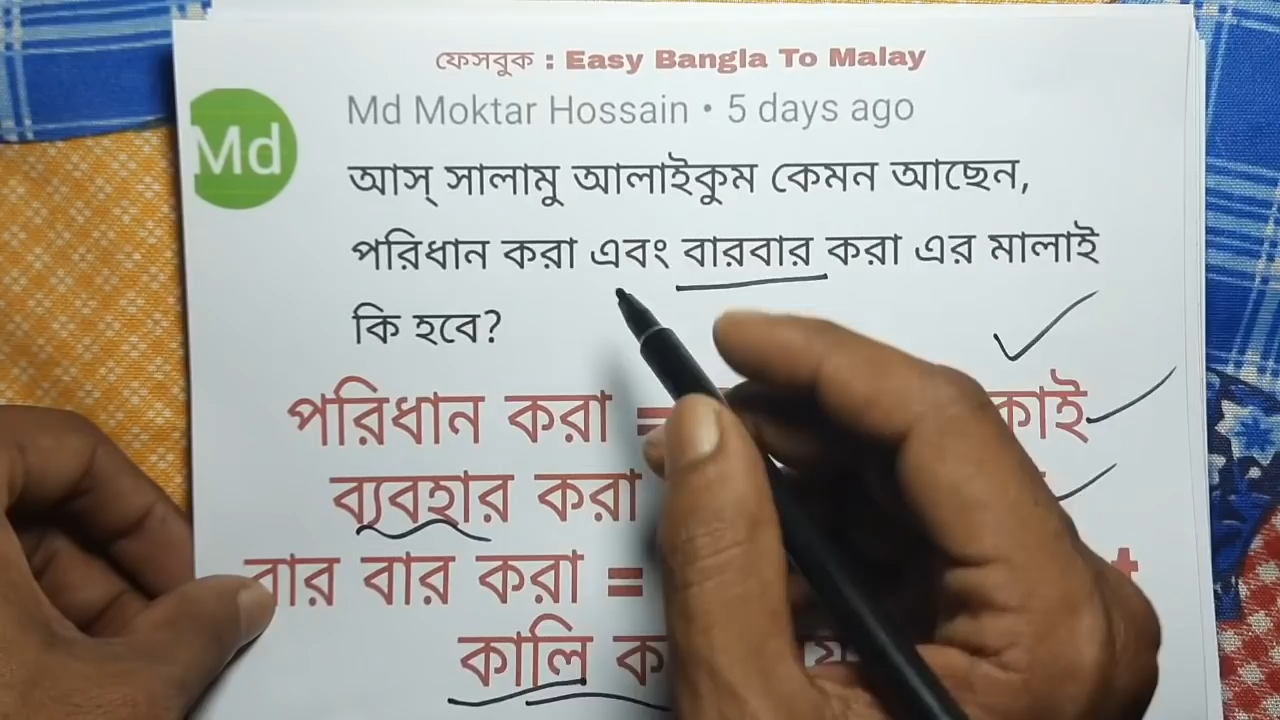 ফেসবুক : Easy Bangla To Malay
Md Moktar Hossain • 5 days ago
Md
আস্ সালামু আলাইকুম কেমন আছেন,
পরিধান করা এবং বারবার করা এর মালাই
কি হবে?
পরিধান করা =
ব্যবহার করা
বার বার করা =
কালি